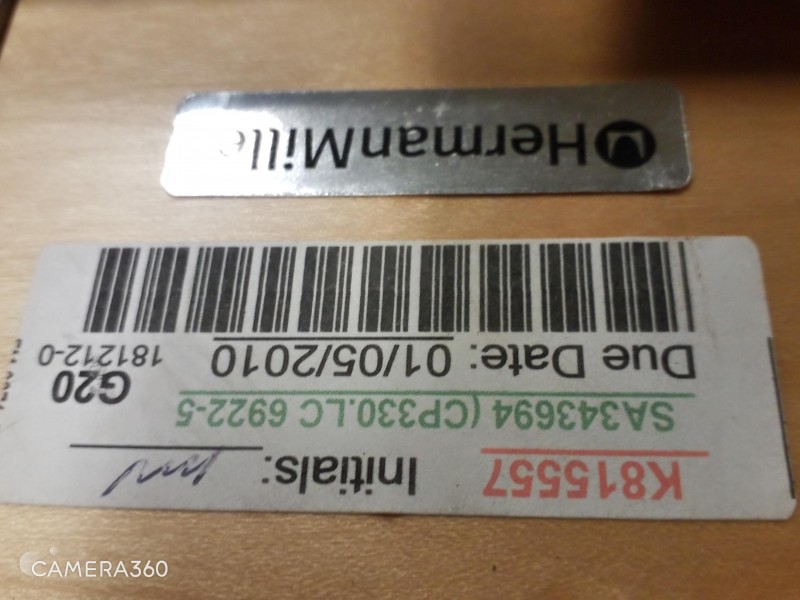 K815557 Initials:
SA343694 (CP330.LC 6922-5
G20
Due Date: 01/05/2010
181212-0
HermanMille
CAMERA360